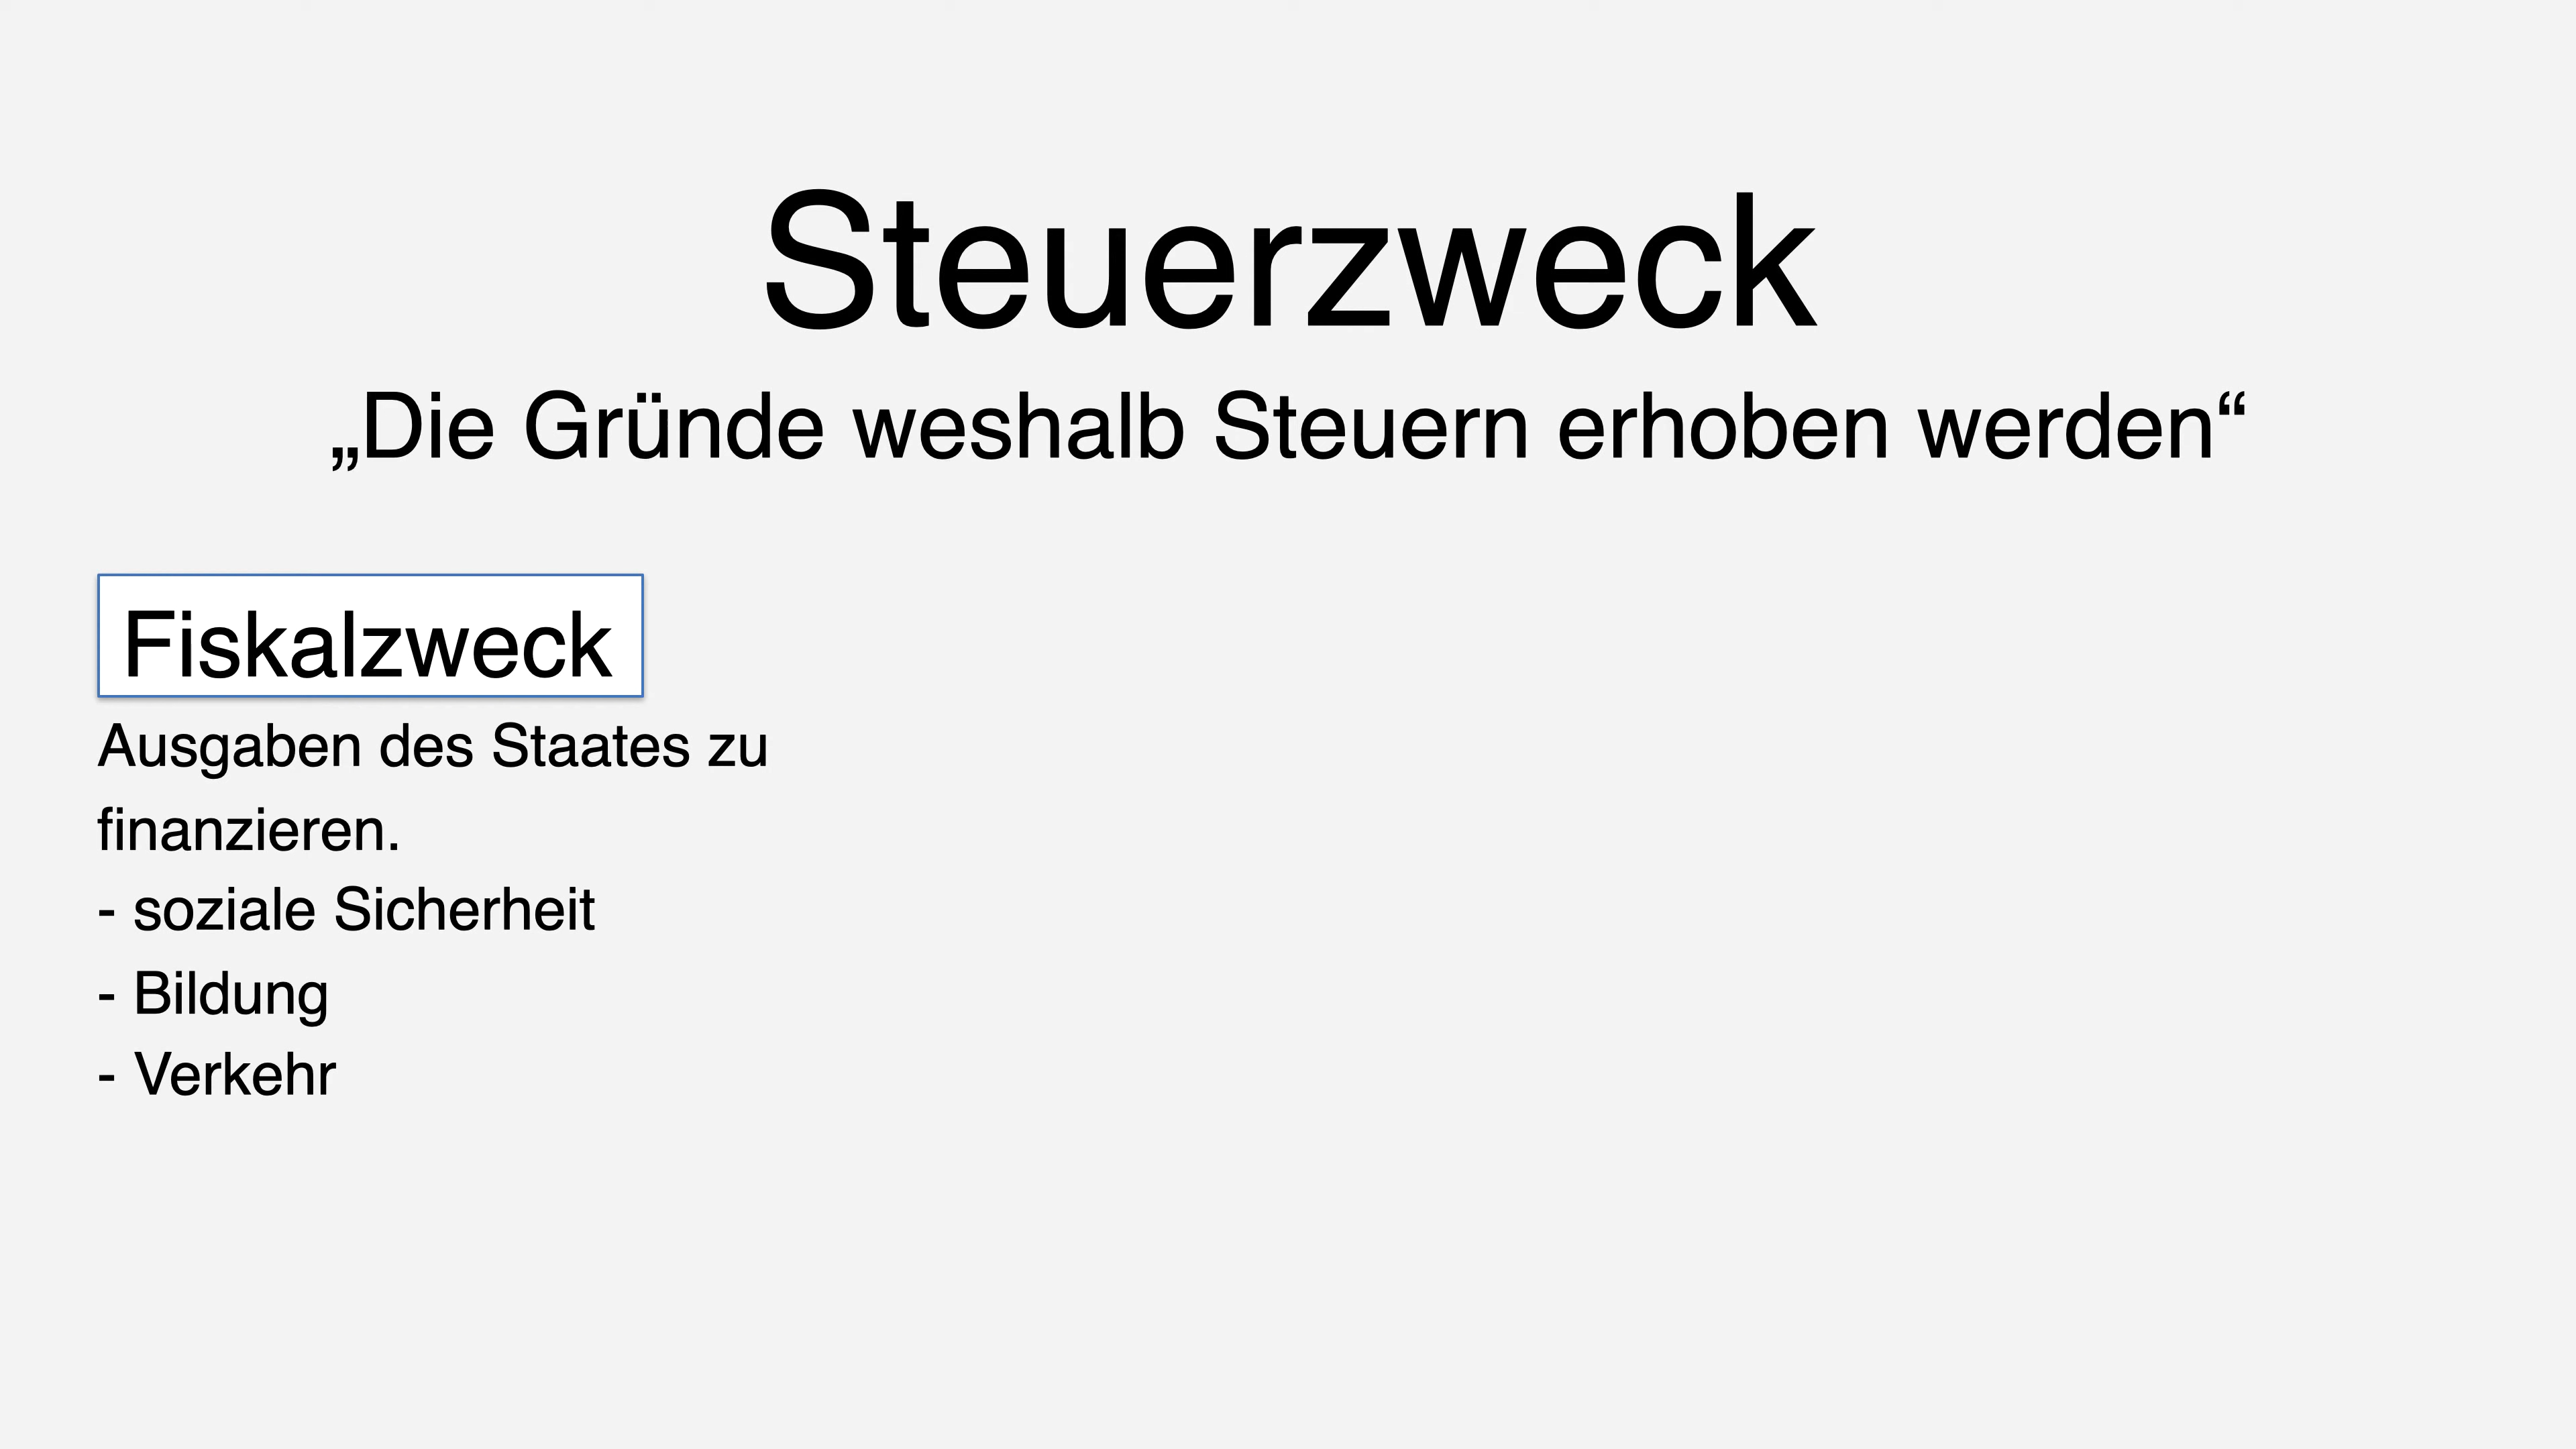 Steuerzweck
„Die Gründe weshalb Steuern erhoben werden“
Fiskalzweck
Ausgaben des Staates zu
finanzieren.
- soziale Sicherheit
- Bildung
- Verkehr